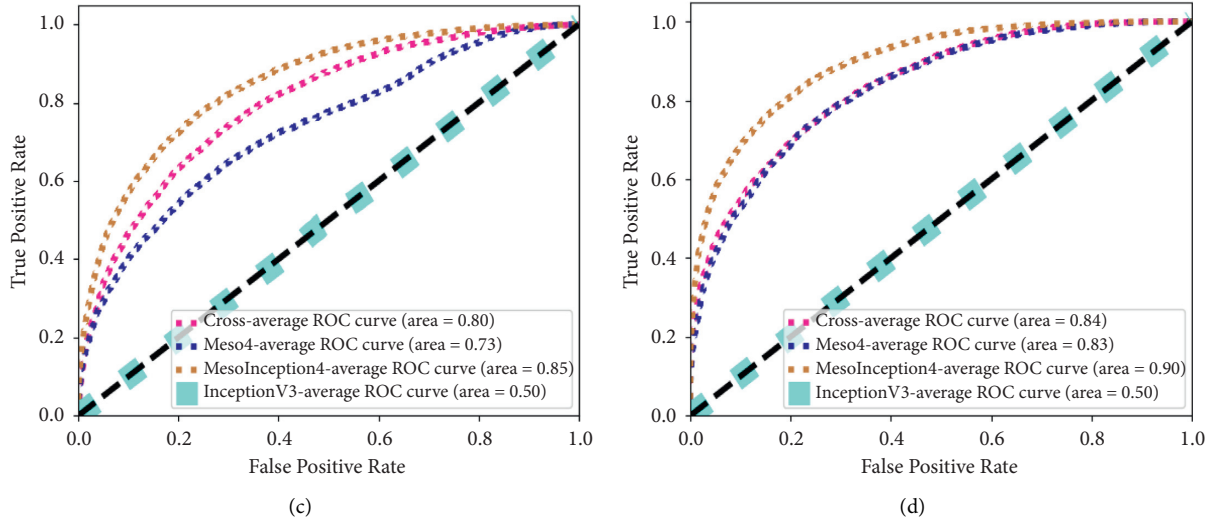 True Positive Rate
1.0
0.8
0.6
0.4
0.2
0.0
Cross-average ROC curve (area = 0.80)
Meso4-average ROC curve (area = 0.73)
MesoInception4-average ROC curve (area = 0.85)
InceptionV3-average ROC curve (area = 0.50)
0.0 0.2 0.4 0.6 0.8 1.0
False Positive Rate
(c)
True Positive Rate
1.0
0.8
0.6
0.4
0.2
0.0
Cross-average ROC curve (area = 0.84)
Meso4-average ROC curve (area = 0.83)
MesoInception4-average ROC curve (area = 0.90)
InceptionV3-average ROC curve (area = 0.50)
0.0 0.2 0.4 0.6 0.8 1.0
False Positive Rate
(d)